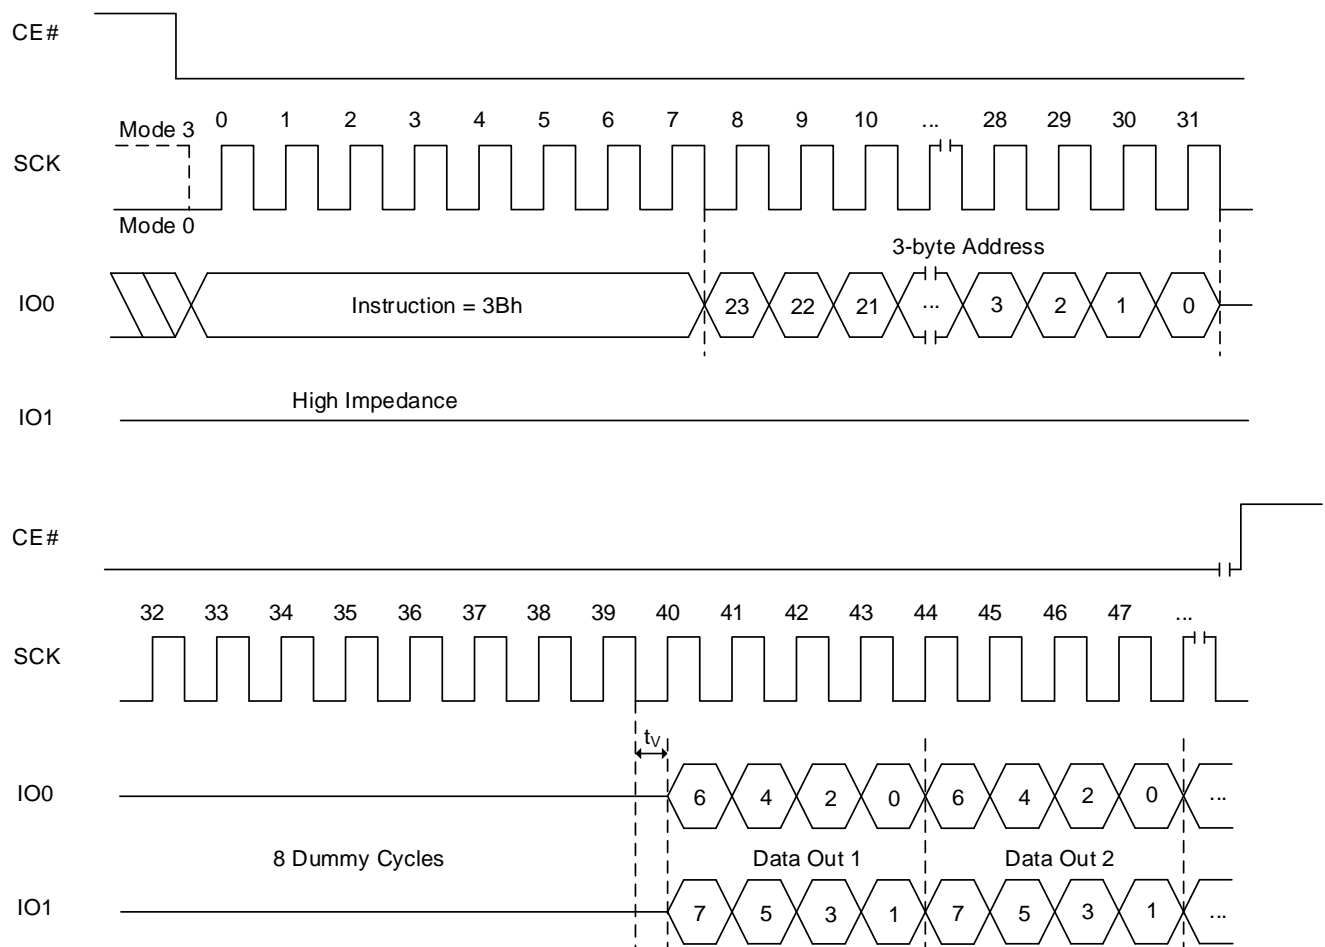 CE#
Mode 3 0 1 2 3 4 5 6 7 8 9 10 ... 28 29 30 31
SCK
Mode 0
3-byte Address
IO0 Instruction = 3Bh 23 22 21 ... 3 2 1 0
High Impedance
IO1
CE#
32 33 34 35 36 37 38 39 40 41 42 43 44 45 46 47 ...
SCK
tV
IO0 6 4 2 0 6 4 2 0 ...
8 Dummy Cycles Data Out 1 Data Out 2
IO1 7 5 3 1 7 5 3 1 ...